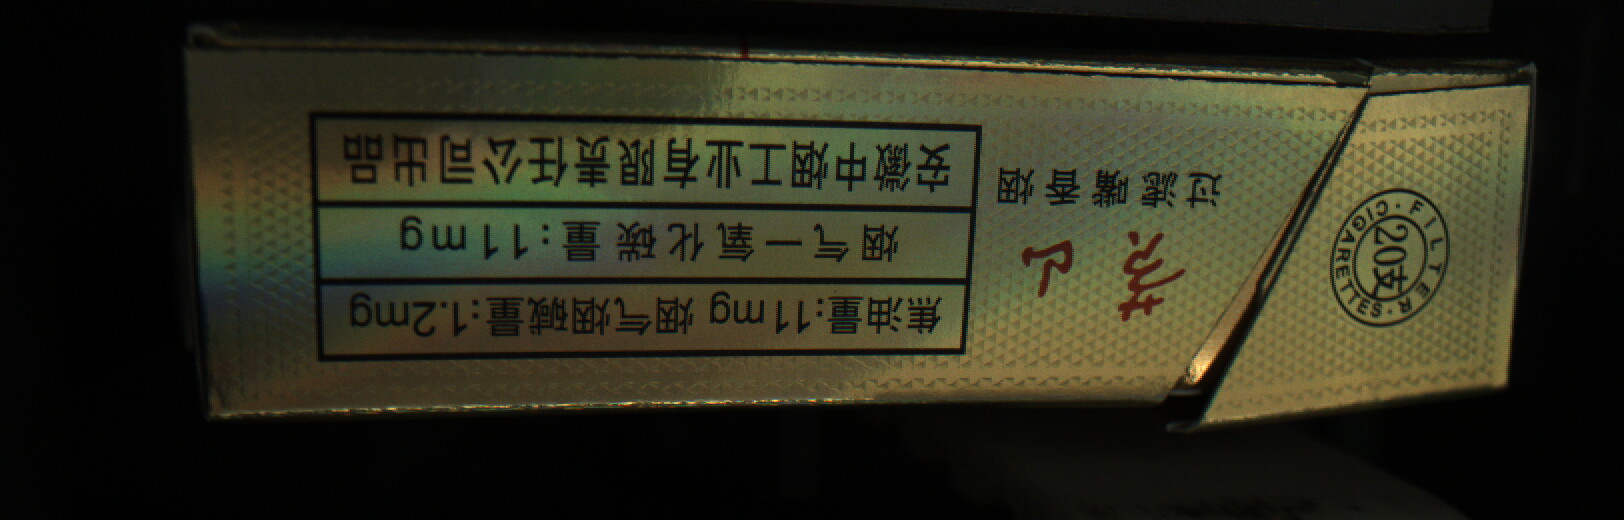 FILTER · CIGARETTES ·
20支
黄山
过滤嘴香烟
焦油量:11mg 烟气烟碱量:1.2mg
烟气一氧化碳量:11mg
安徽中烟工业有限责任公司出品